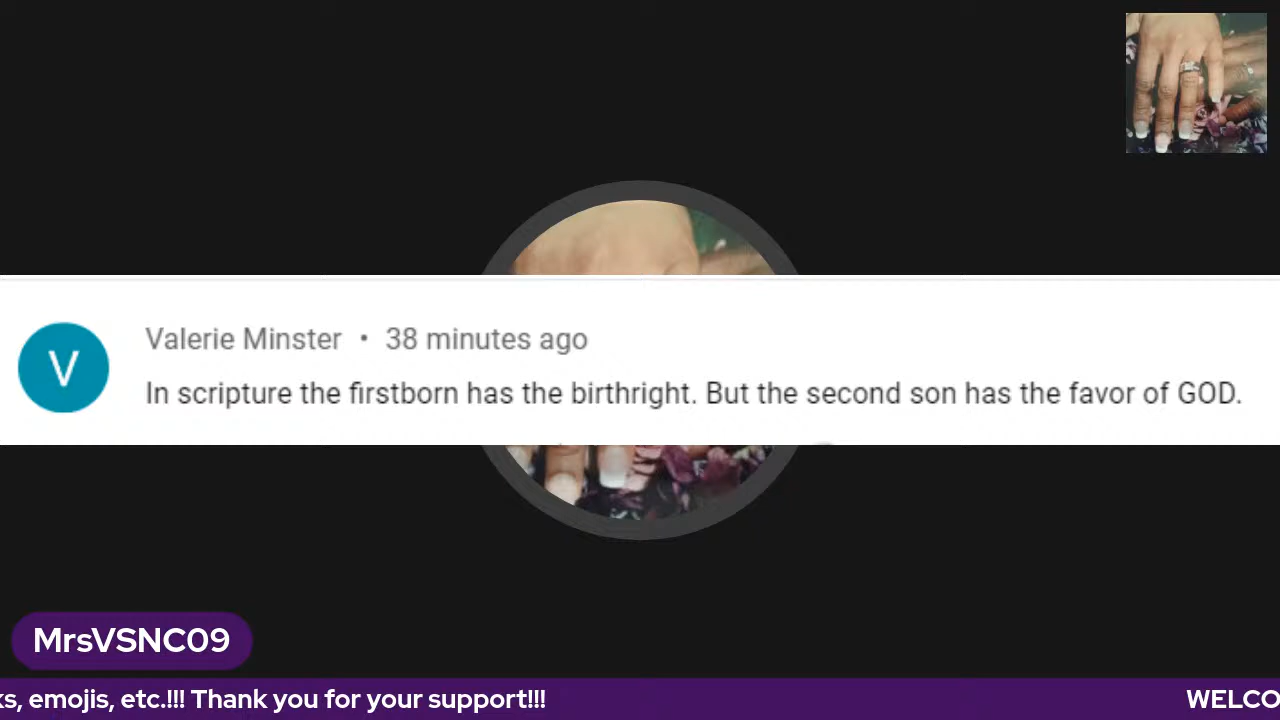 V
Valerie Minster • 38 minutes ago
In scripture the firstborn has the birthright. But the second son has the favor of GOD.
MrsVSNC09
ks, emojis, etc.!!! Thank you for your support!!! WELCO